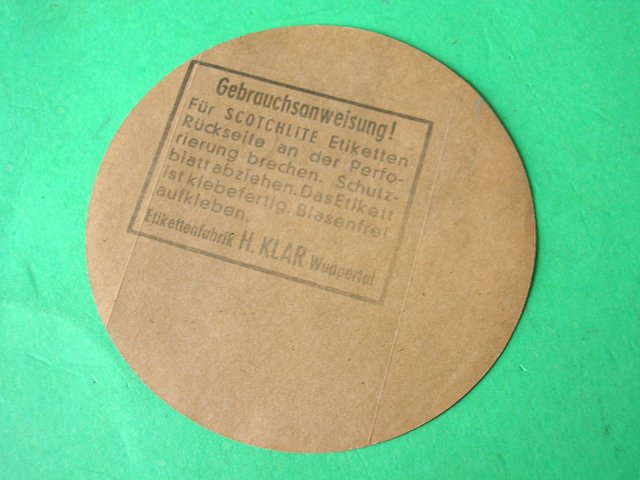 Gebrauchsanweisung!
Für SCOTCHLITE Etiketten
Rückseite an der Perfo-
rierung brechen. Schutz-
blatt abziehen. Das Etikett
ist klebefertig. Blasenfrei
aufkleben.
Etikettenfabrik H. KLAR Wuppertal